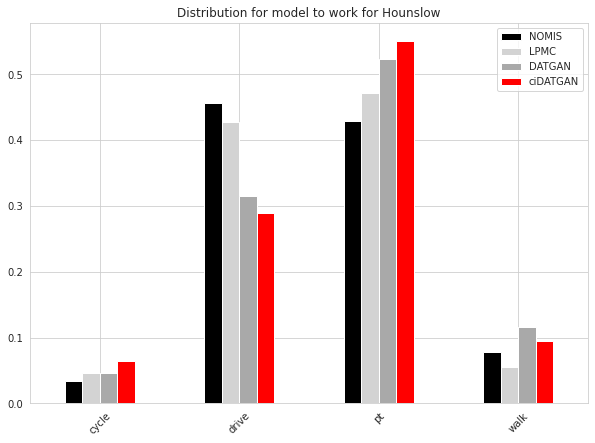 Distribution for model to work for Hounslow
NOMIS
LPMC
DATGAN
ciDATGAN
0.5
0.4
0.3
0.2
0.1
0.0
cycle
drive
pt
walk